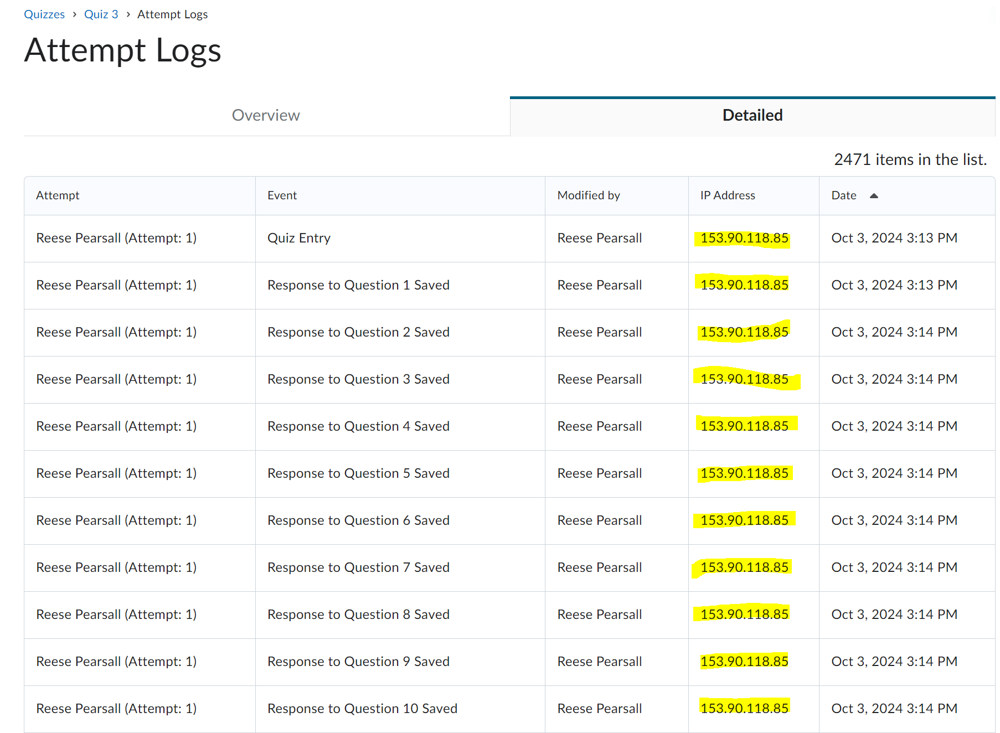 Quizzes › Quiz 3 › Attempt Logs
Attempt Logs
Overview Detailed
2471 items in the list.
Attempt Event Modified by IP Address Date
Reese Pearsall (Attempt: 1) Quiz Entry Reese Pearsall 153.90.118.85 Oct 3, 2024 3:13 PM
Reese Pearsall (Attempt: 1) Response to Question 1 Saved Reese Pearsall 153.90.118.85 Oct 3, 2024 3:13 PM
Reese Pearsall (Attempt: 1) Response to Question 2 Saved Reese Pearsall 153.90.118.85 Oct 3, 2024 3:14 PM
Reese Pearsall (Attempt: 1) Response to Question 3 Saved Reese Pearsall 153.90.118.85 Oct 3, 2024 3:14 PM
Reese Pearsall (Attempt: 1) Response to Question 4 Saved Reese Pearsall 153.90.118.85 Oct 3, 2024 3:14 PM
Reese Pearsall (Attempt: 1) Response to Question 5 Saved Reese Pearsall 153.90.118.85 Oct 3, 2024 3:14 PM
Reese Pearsall (Attempt: 1) Response to Question 6 Saved Reese Pearsall 153.90.118.85 Oct 3, 2024 3:14 PM
Reese Pearsall (Attempt: 1) Response to Question 7 Saved Reese Pearsall 153.90.118.85 Oct 3, 2024 3:14 PM
Reese Pearsall (Attempt: 1) Response to Question 8 Saved Reese Pearsall 153.90.118.85 Oct 3, 2024 3:14 PM
Reese Pearsall (Attempt: 1) Response to Question 9 Saved Reese Pearsall 153.90.118.85 Oct 3, 2024 3:14 PM
Reese Pearsall (Attempt: 1) Response to Question 10 Saved Reese Pearsall 153.90.118.85 Oct 3, 2024 3:14 PM